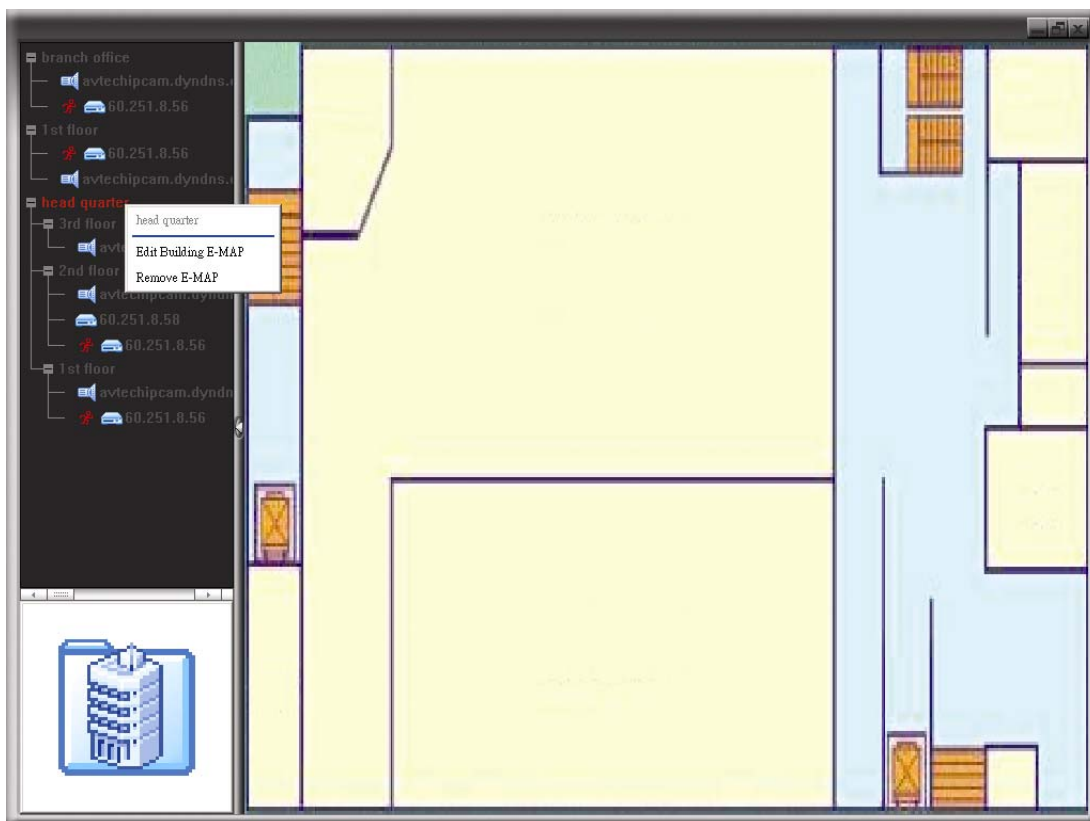 branch office
avtechipcam.dyndns.
60.251.8.56
1st floor
60.251.8.56
avtechipcam.dyndns.
head quarter
head quarter
3rd floor
Edit Building E-MAP
2nd floor
Remove E-MAP
avtechipcam.dyndns
60.251.8.58
60.251.8.56
1st floor
avtechipcam.dyndn
60.251.8.56